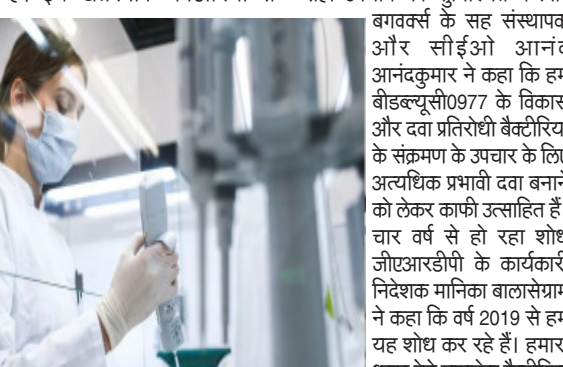 बगवर्क्स के सह संस्थापक
और सीईओ आनंद
आनंदकुमार ने कहा कि हम
बीडब्ल्यूसी0977 के विकास
और दवा प्रतिरोधी बैक्टीरिया
के संक्रमण के उपचार के लिए
अत्यधिक प्रभावी दवा बनाने
को लेकर काफी उत्साहित हैं
चार वर्ष से हो रहा शोध
जीएआरडीपी के कार्यकारी
निदेशक मानिका बालासेग्राम
ने कहा कि वर्ष 2019 से हम
यह शोध कर रहे हैं। हमारा